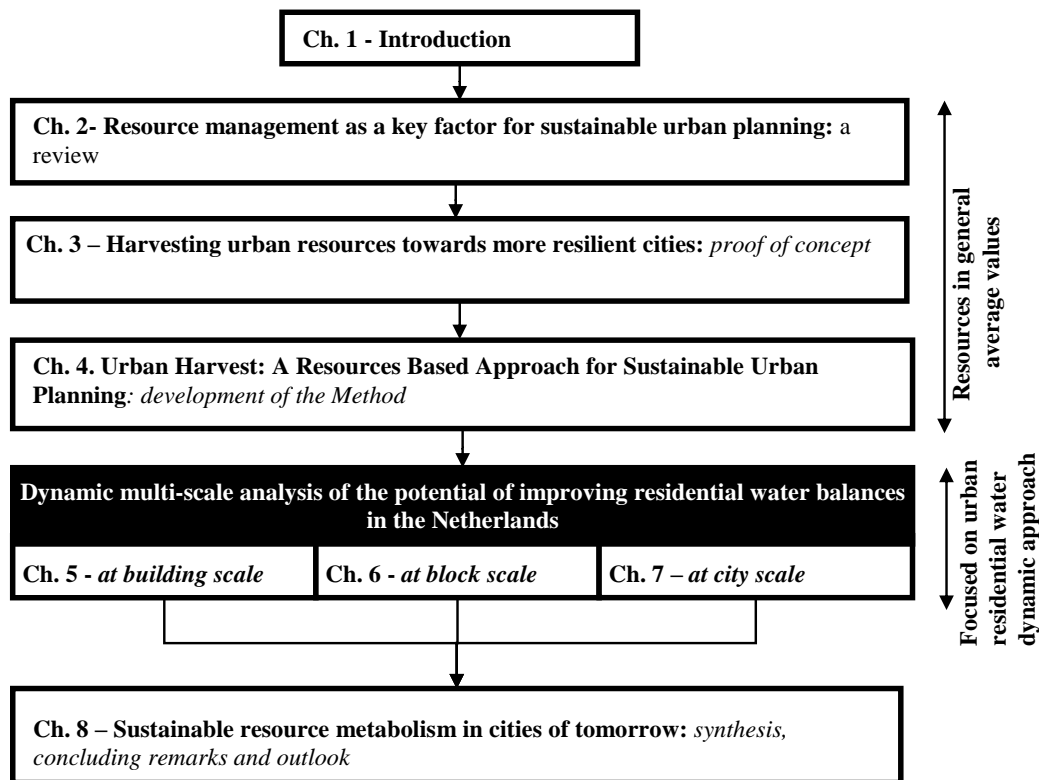 Ch. 1 - Introduction
Ch. 2- Resource management as a key factor for sustainable urban planning: a
review
Ch. 3 – Harvesting urban resources towards more resilient cities: proof of concept
Ch. 4. Urban Harvest: A Resources Based Approach for Sustainable Urban
Planning: development of the Method
Resources in general
average values
Dynamic multi-scale analysis of the potential of improving residential water balances
in the Netherlands
Ch. 5 - at building scale
Ch. 6 - at block scale
Ch. 7 – at city scale
Focused on urban
residential water
dynamic approach
Ch. 8 – Sustainable resource metabolism in cities of tomorrow: synthesis,
concluding remarks and outlook